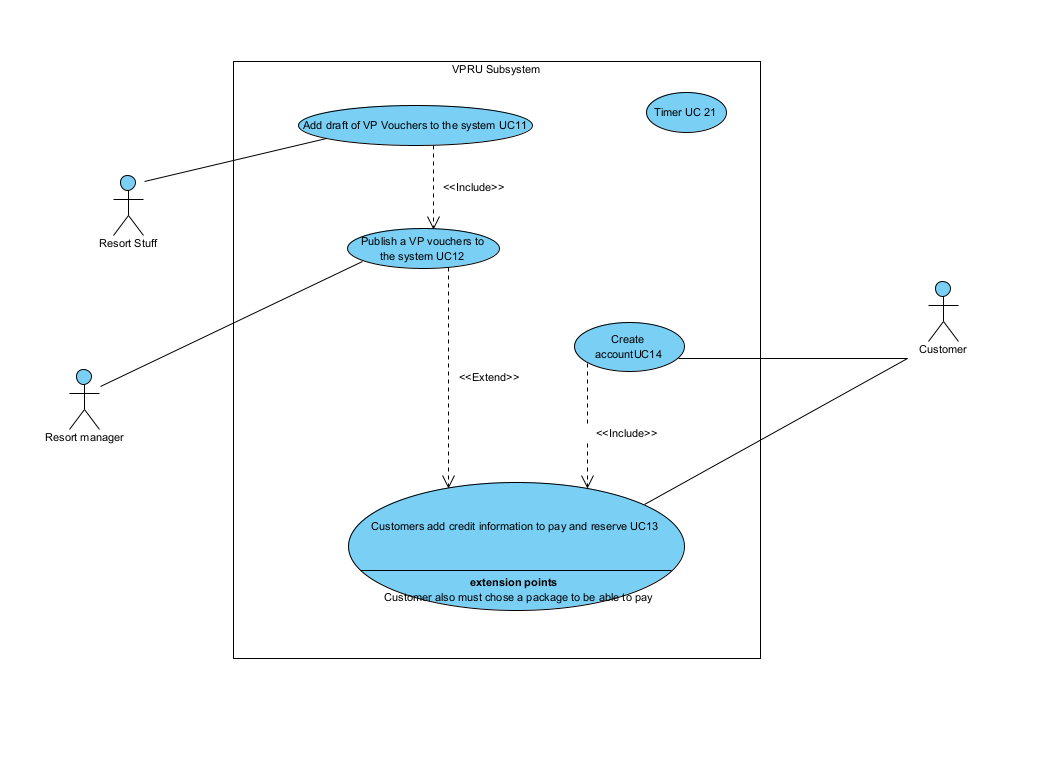 VPRU Subsystem
Timer UC 21
Add draft of VP Vouchers to the system UC11
<<Include>>
Resort Stuff
Publish a VP vouchers to
the system UC12
Create
accountUC14
Customer
<<Extend>>
<<Include>>
Resort manager
Customers add credit information to pay and reserve UC13
extension points
Customer also must chose a package to be able to pay